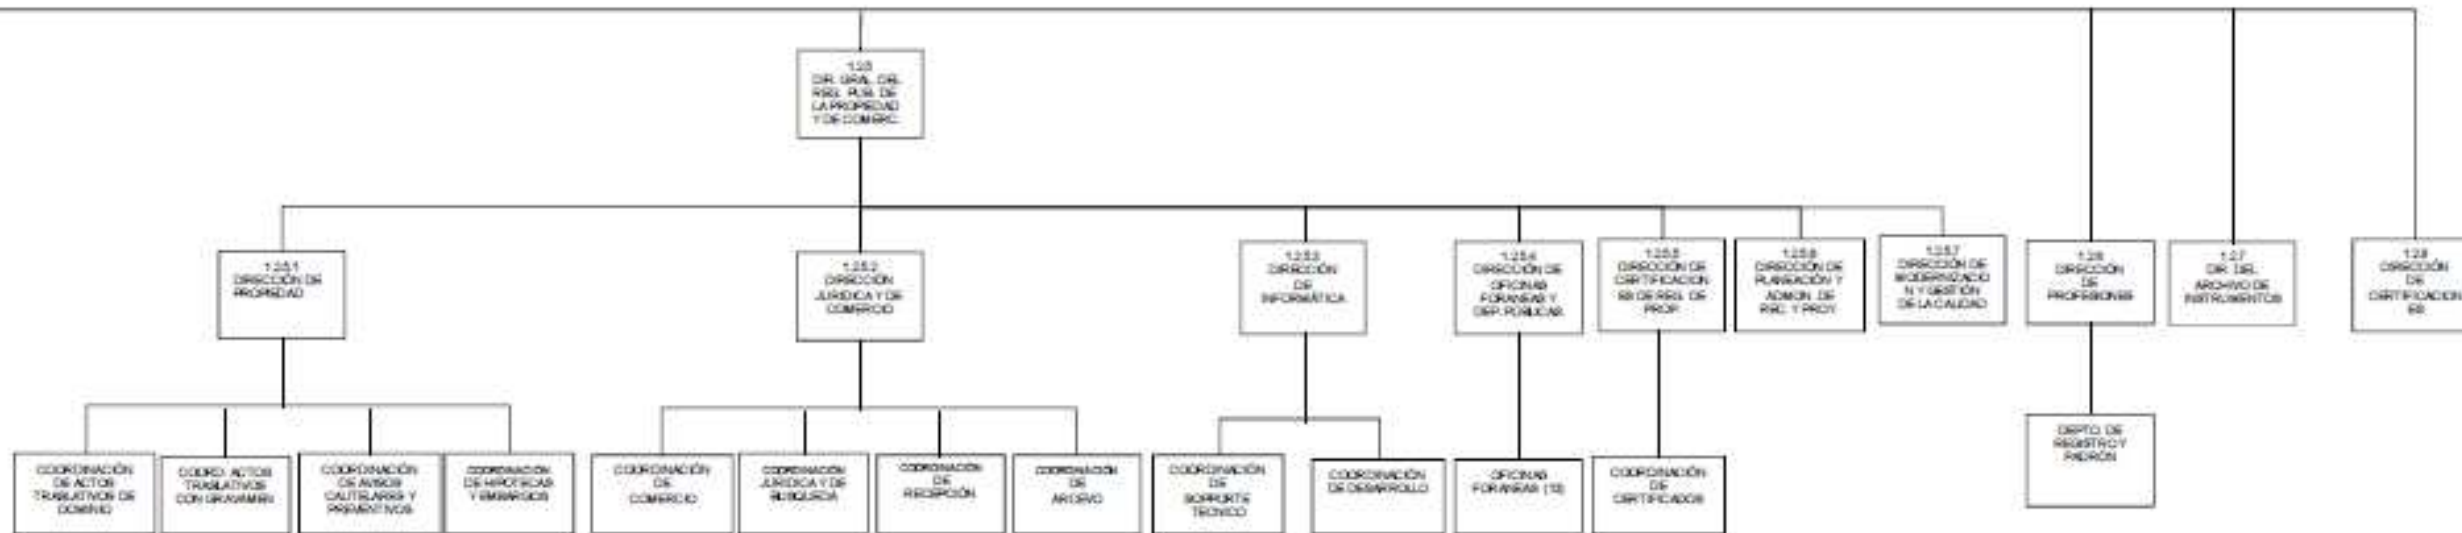 1.2.5
DIR. GRAL. DEL
REG. PUB. DE
LA PROPIEDAD
Y DE COMERC.
1.2.5.1
DIRECCIÓN DE
PROPIEDAD
1.2.5.2
DIRECCIÓN
JURIDICA Y DE
COMERCIO
1.2.5.3
DIRECCIÓN
DE
INFORMÁTICA
1.2.5.4
DIRECCIÓN DE
OFICINAS
FORANEAS Y
DEP. PUBLICAS
1.2.5.5
DIRECCIÓN DE
CERTIFICACION
ES DE REG. DE
PROP.
1.2.5.6
DIRECCIÓN DE
PLANEACIÓN Y
ADMON. DE
REC. Y PROY.
1.2.5.7
DIRECCIÓN DE
MODERNIZACIO
N Y GESTIÓN
DE LA CALIDAD
1.2.6
DIRECCIÓN
DE
PROFESIONES
1.2.7
DIR. DEL
ARCHIVO DE
INSTRUMENTOS
1.2.8
DIRECCIÓN
DE
CERTIFICACION
ES
COORDINACIÓN
DE ACTOS
TRASLATIVOS DE
DOMINIO
COORD. ACTOS
TRASLATIVOS
CON GRAVAMEN
COORDINACIÓN
DE AVISOS
CAUTELARES Y
PREVENTIVOS
COORDINACIÓN
DE HIPOTECAS
Y EMBARGOS
COORDINACIÓN
DE
COMERCIO
COORDINACIÓN
JURIDICA Y DE
BUSQUEDA
COORDINACIÓN
DE
RECEPCIÓN
COORDINACIÓN
DE
COORDINACIÓN
DE
SOPPORTE
TECNICO
COORDINACIÓN
DE DESARROLLO
OFICINAS
FORANEAS
COORDINACIÓN
DE
CERTIFICADOS
DEPTO. DE
REGISTRO Y
PADRÓN